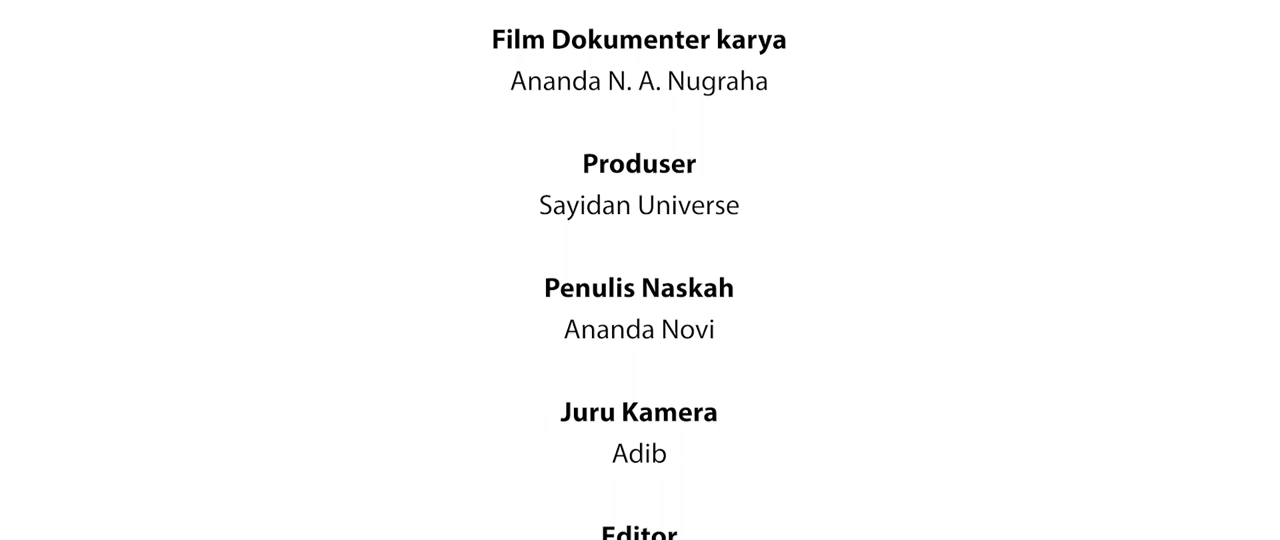 Film Dokumenter karya
Ananda N. A. Nugraha
Produser
Sayidan Universe
Penulis Naskah
Ananda Novi
Juru Kamera
Adib
Editor